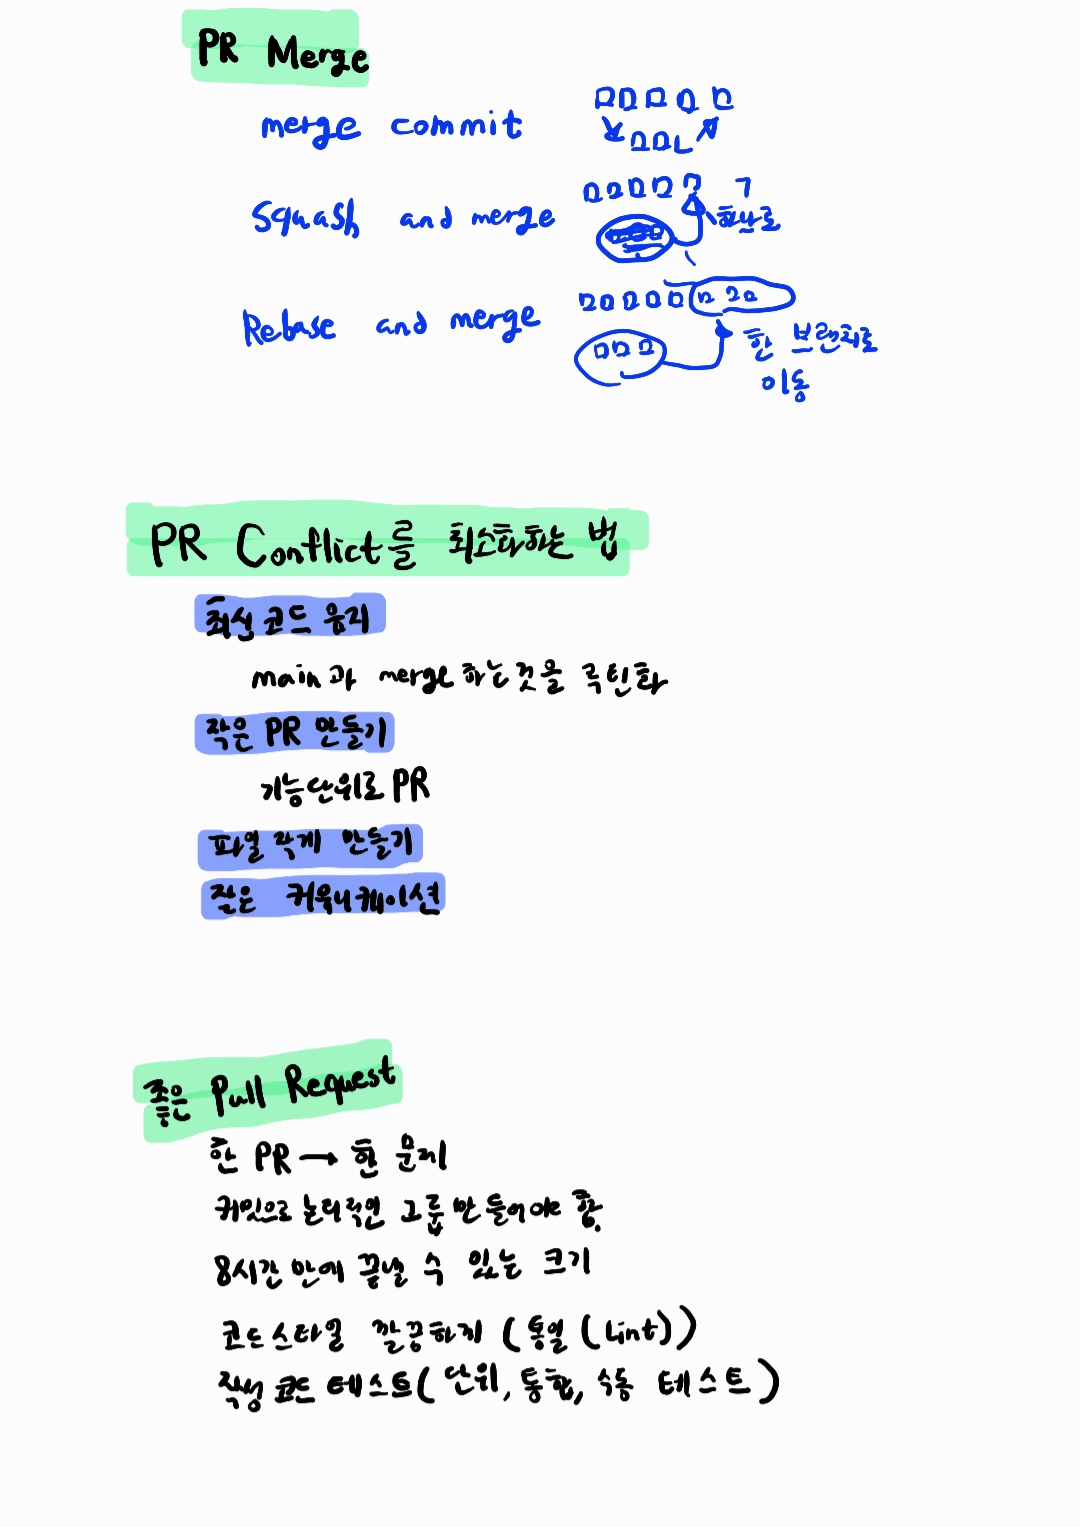 PR Merge
merge commit
Squash and merge
하나로
Rebase and merge
한 브랜치로
이동
PR Conflict를 최소화하는 법
최신 코드 유지
main과 merge 하는것을 루틴화
작은 PR 만들기
기능단위로 PR
파일 작게 만들기
잦은 커뮤니케이션
좋은 Pull Request
한 PR → 한 문제
커밋으로 논리적인 그룹 만들어야 함.
8시간 안에 끝낼 수 있는 크기
코드 스타일 깔끔하게 (통일 (Lint))
작성 코드 테스트 (단위, 통합, 수동 테스트)